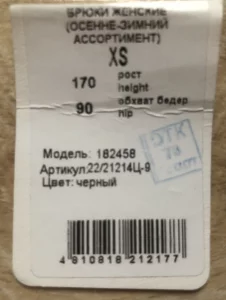 БРЮКИ ЖЕНСКИЕ
(ОСЕННЕ-ЗИМНИЙ
АССОРТИМЕНТ)
XS
170 рост
height
90 обхват бедер
hip
Модель: 182458
Артикул:22/21214Ц-9
Цвет: черный
ОТК
4 810818 212177